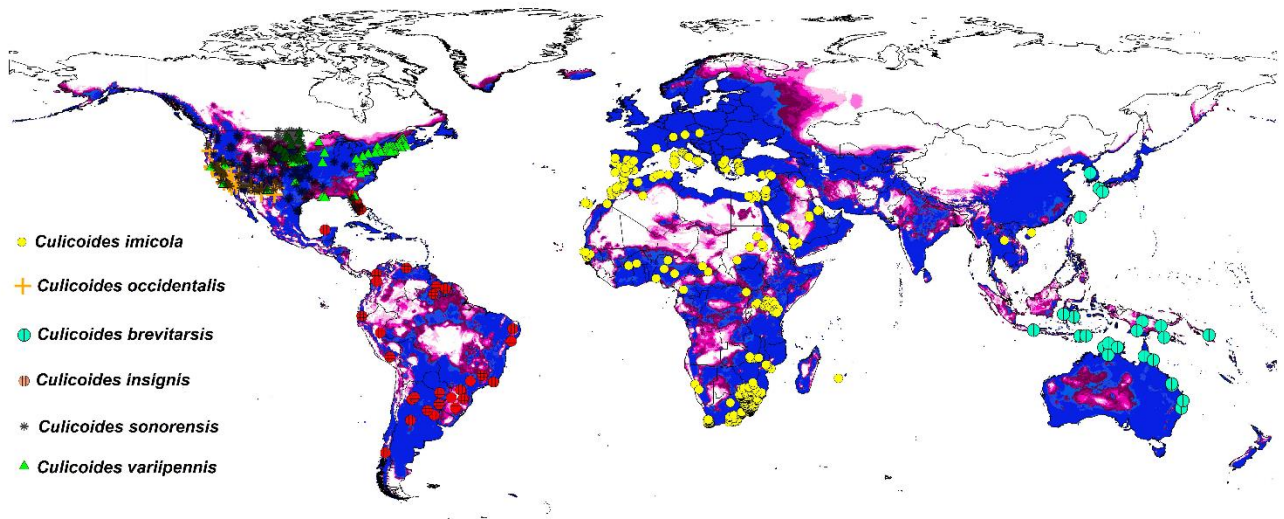 Culicoides imicola
Culicoides occidentalis
Culicoides brevitarsis
Culicoides insignis
Culicoides sonorensis
Culicoides variipennis